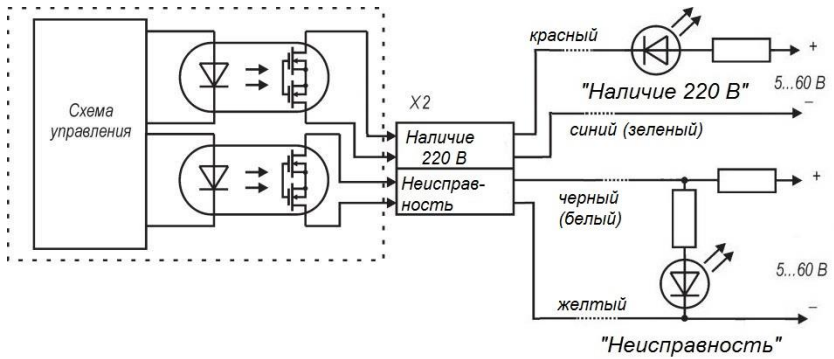 Схема
управления
X2
Наличие
220 В
Неисправ-
ность
красный
"Наличие 220 В"
+
5...60 В
–
синий (зеленый)
черный
(белый)
+
5...60 В
–
желтый
"Неисправность"